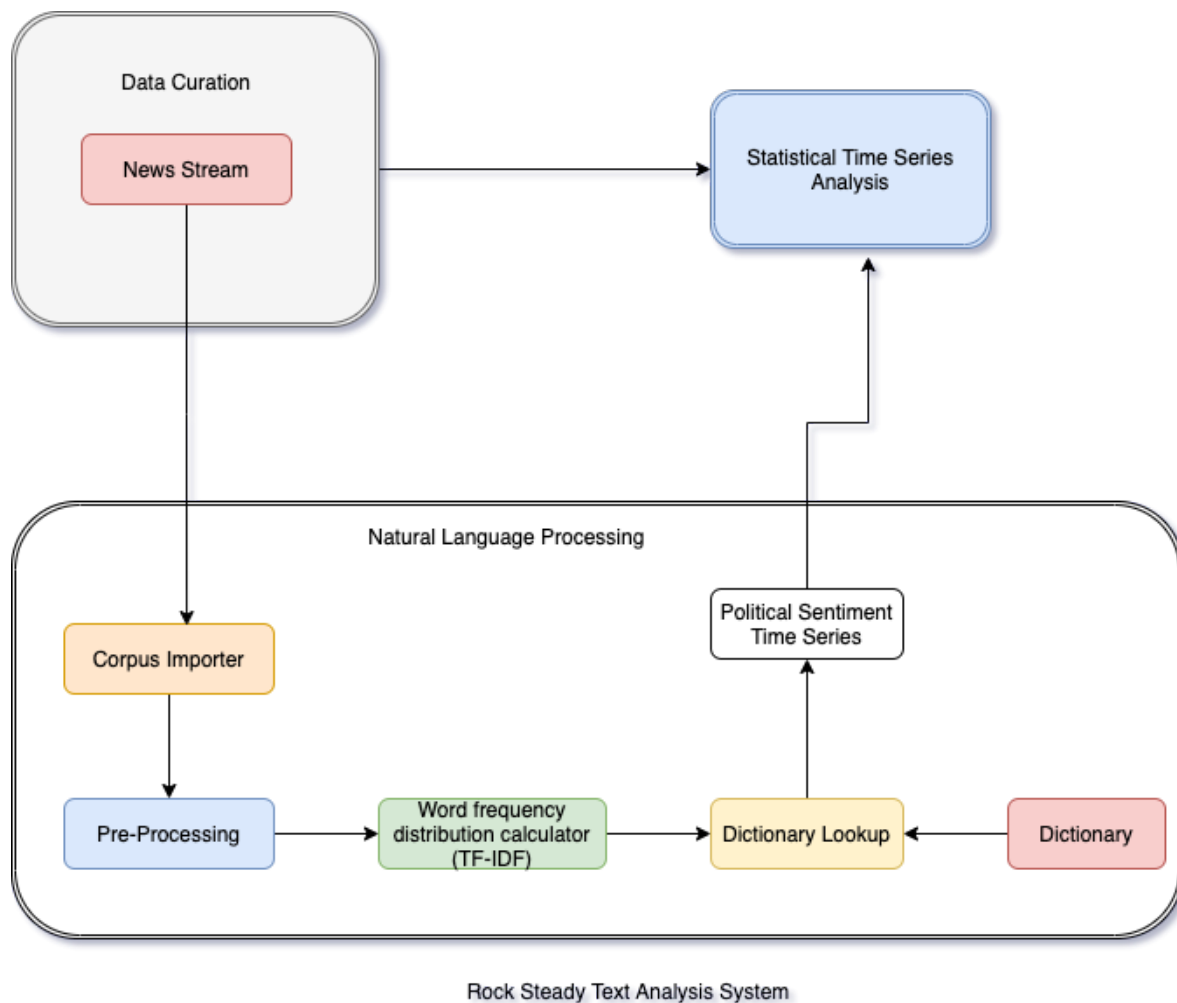 Data Curation
News Stream
Statistical Time Series
Analysis
Natural Language Processing
Political Sentiment
Time Series
Corpus Importer
Pre-Processing
Word frequency
distribution calculator
(TF-IDF)
Dictionary Lookup
Dictionary
Rock Steady Text Analysis System